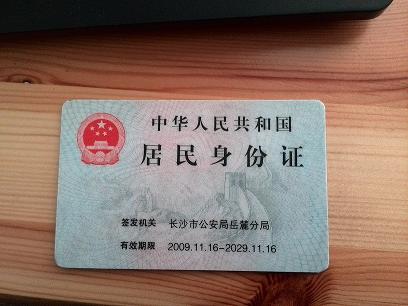 中华人民共和国
居民身份证
签发机关 长沙市公安局岳麓分局
有效期限 2009.11.16-2029.11.16